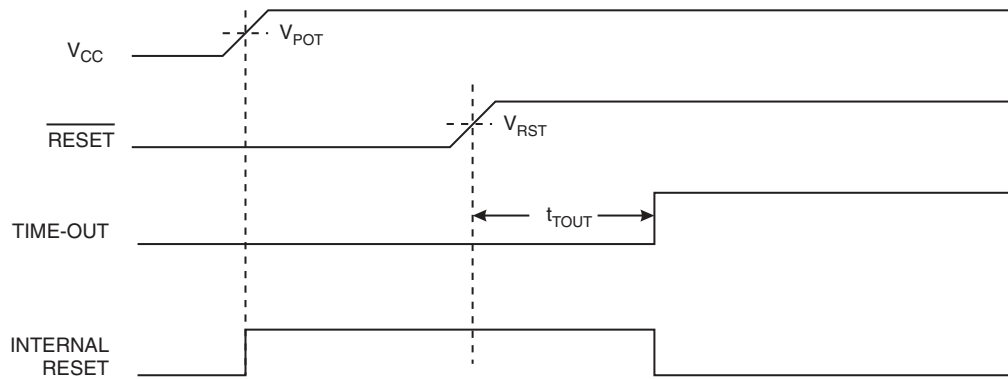 V_CC
V_POT
RESET
V_RST
TIME-OUT
t_TOUT
INTERNAL
RESET